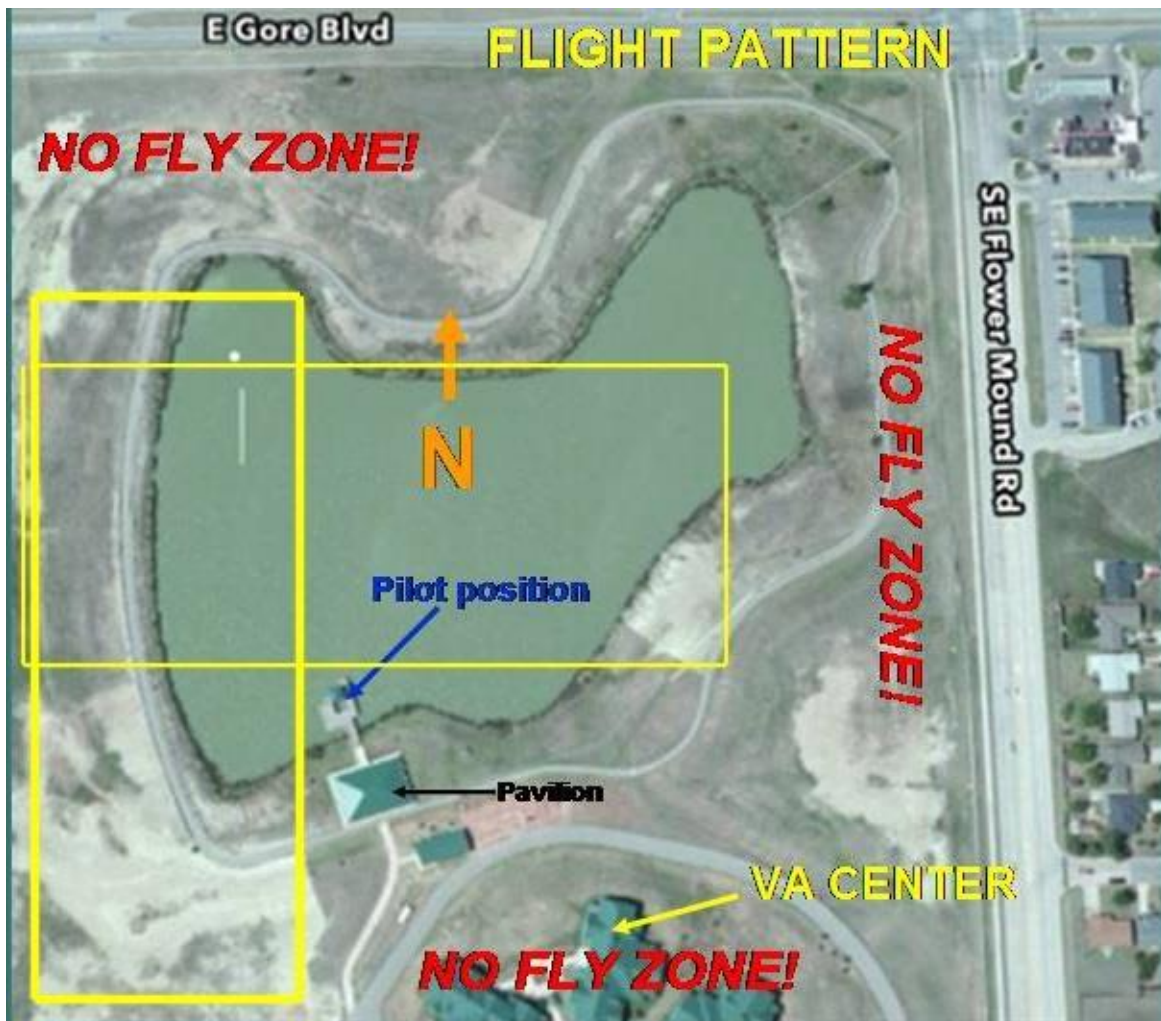 E Gore Blvd
FLIGHT PATTERN
NO FLY ZONE!
SE Flower Mound Rd
NO FLY ZONE!
N
Pilot position
Pavilion
VA CENTER
NO FLY ZONE!